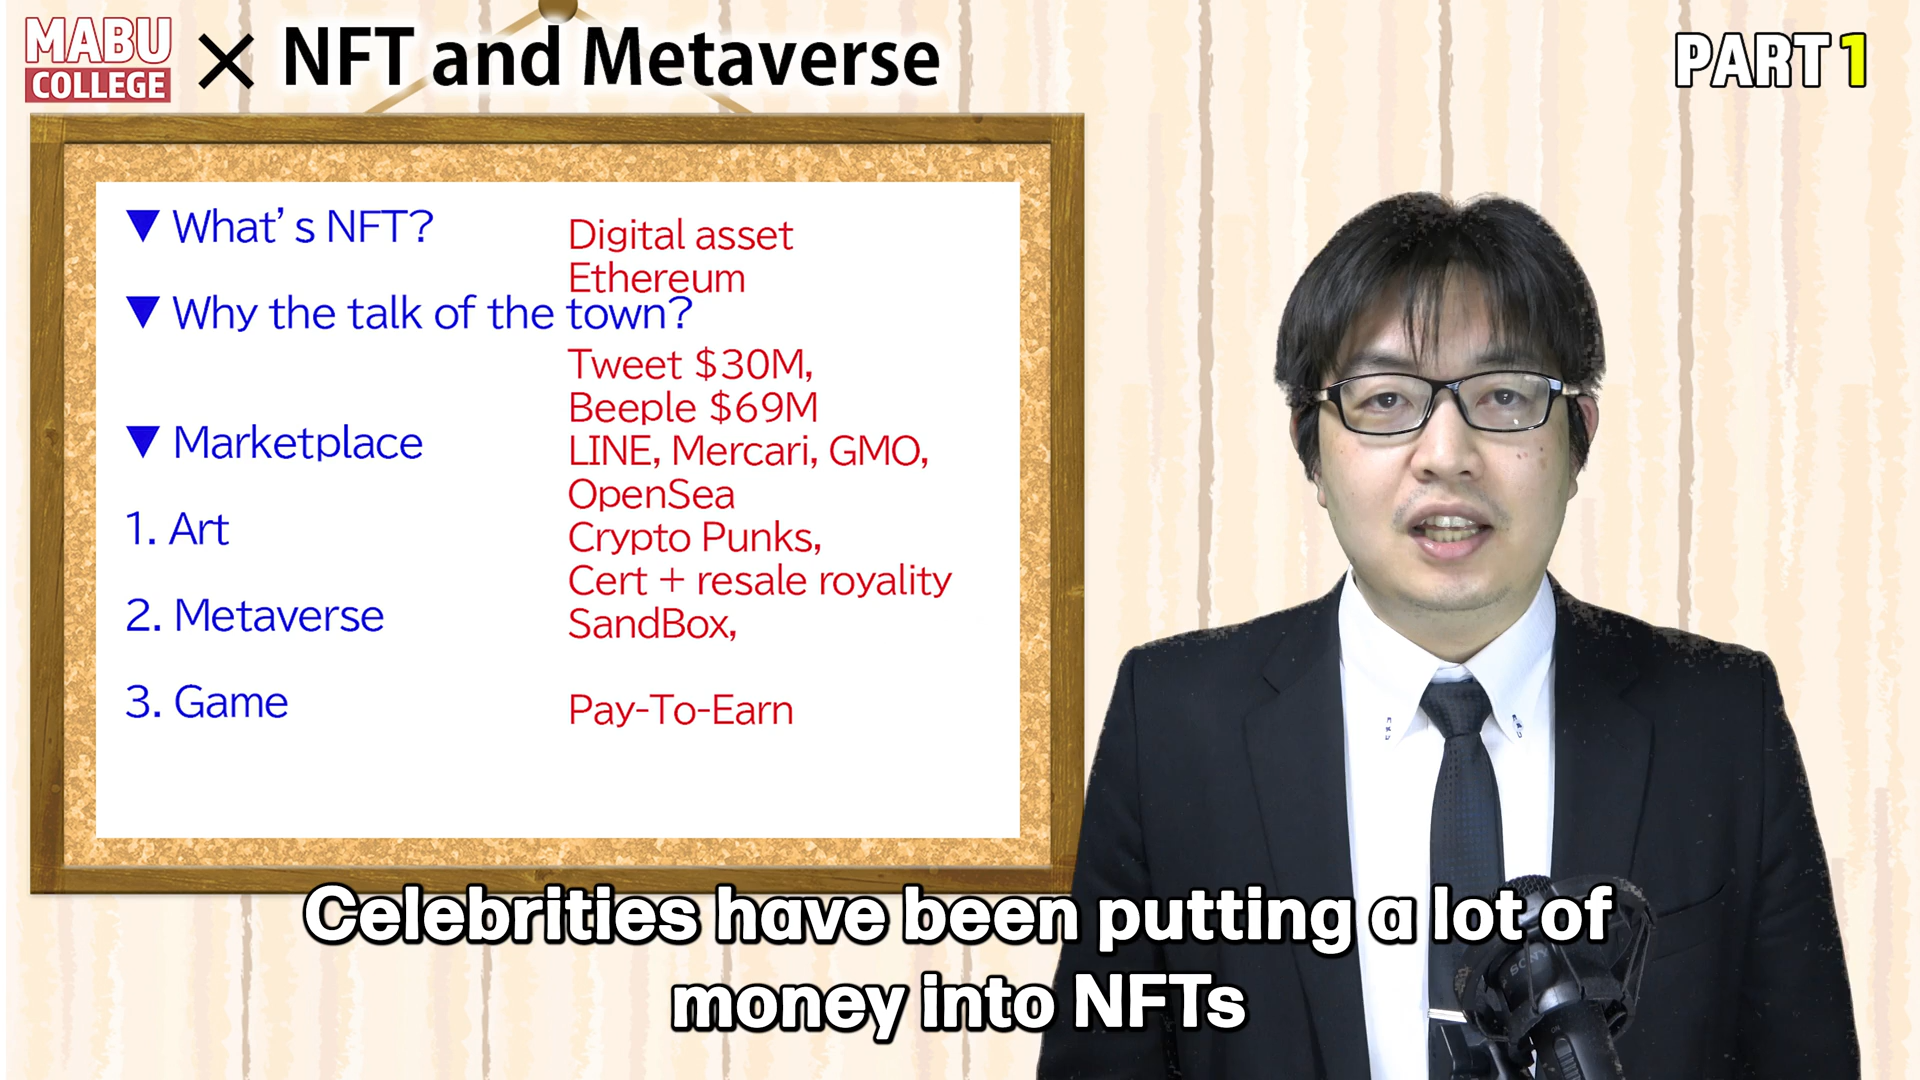 MABU
COLLEGE
× NFT and Metaverse
PART 1
▼ What's NFT?
Digital asset
Ethereum
▼ Why the talk of the town?
Tweet $30M,
Beeple $69M
▼ Marketplace
LINE, Mercari, GMO,
OpenSea
1. Art
Crypto Punks,
Cert + resale royality
2. Metaverse
SandBox,
3. Game
Pay-To-Earn
Celebrities have been putting a lot of
money into NFTs
SONY